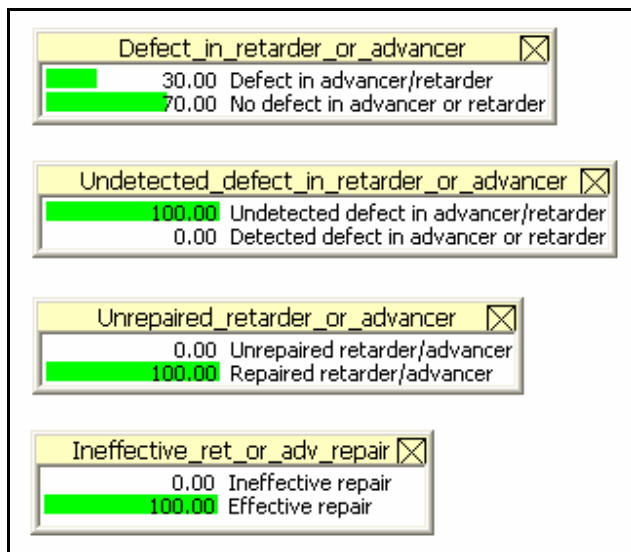 Defect_in_retarder_or_advancer
30.00 Defect in advancer/retarder
70.00 No defect in advancer or retarder
Undetected_defect_in_retarder_or_advancer
100.00 Undetected defect in advancer/retarder
0.00 Detected defect in advancer or retarder
Unrepaired_retarder_or_advancer
0.00 Unrepaired retarder/advancer
100.00 Repaired retarder/advancer
Ineffective_ret_or_adv_repair
0.00 Ineffective repair
100.00 Effective repair